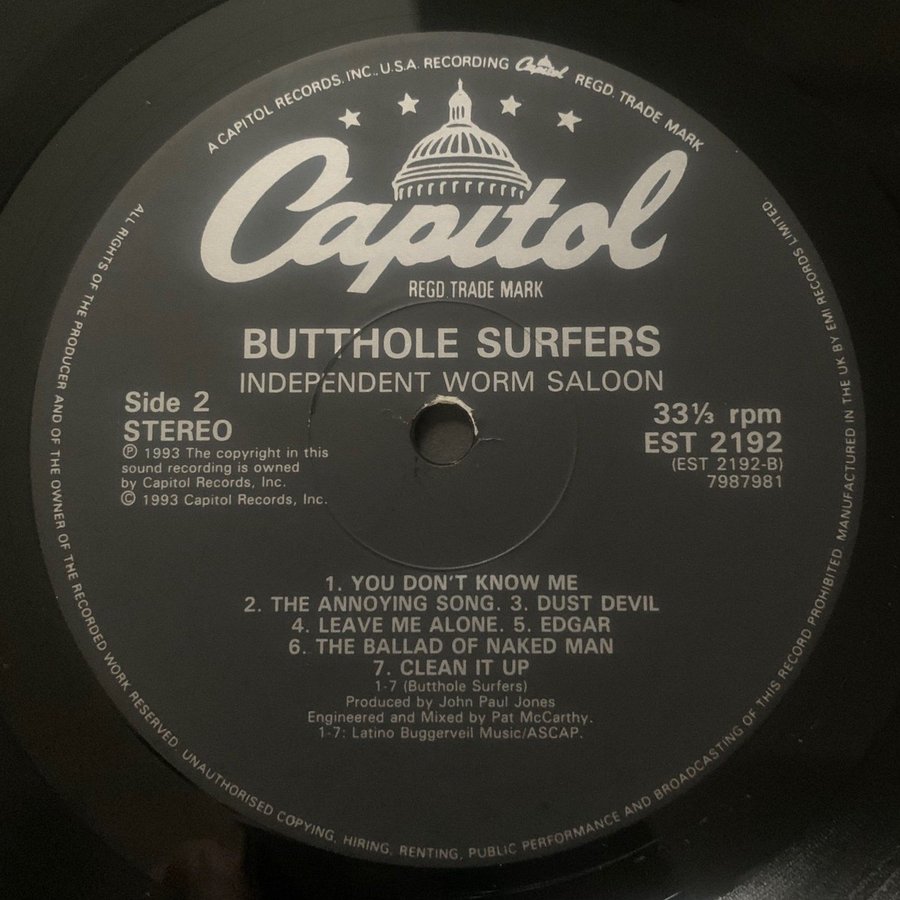 A CAPITOL RECORDS, INC., U.S.A. RECORDING Capitol REGD. TRADE MARK
Capitol
REGD TRADE MARK
BUTTHOLE SURFERS
INDEPENDENT WORM SALOON
Side 2
STEREO
℗ 1993 The copyright in this
sound recording is owned
by Capitol Records, Inc.
© 1993 Capitol Records, Inc.
33⅓ rpm
EST 2192
(EST 2192-B)
7987981
1. YOU DON'T KNOW ME
2. THE ANNOYING SONG. 3. DUST DEVIL
4. LEAVE ME ALONE. 5. EDGAR
6. THE BALLAD OF NAKED MAN
7. CLEAN IT UP
1-7 (Butthole Surfers)
Produced by John Paul Jones
Engineered and Mixed by Pat McCarthy.
1-7: Latino Buggerveil Music/ASCAP.
ALL RIGHTS OF THE PRODUCER AND OF THE OWNER OF THE RECORDED WORK RESERVED. UNAUTHORISED COPYING, HIRING, RENTING, PUBLIC PERFORMANCE AND BROADCASTING OF THIS RECORD PROHIBITED MANUFACTURED IN THE UK BY EMI RECORDS LIMITED